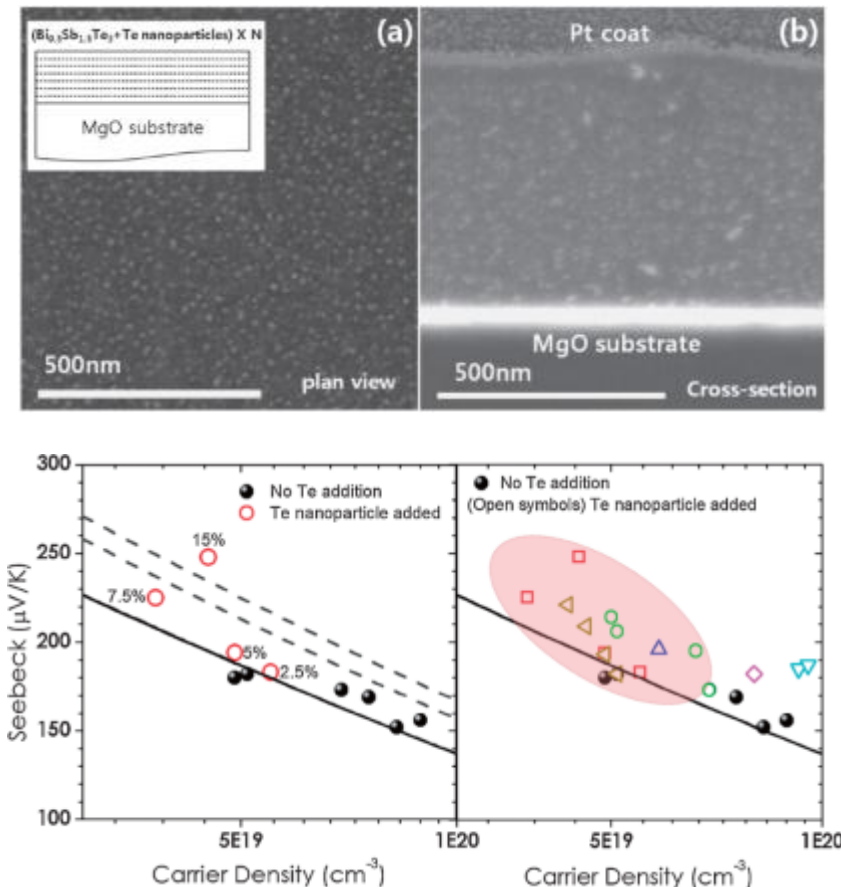 (Bi₀.₅Sb₁.₅Te₃+Te nanoparticles) X N
MgO substrate
(a)
500nm
plan view
Pt coat
(b)
MgO substrate
500nm
Cross-section
300
250
200
150
100
Seebeck (µV/K)
No Te addition
Te nanoparticle added
15%
7.5%
5%
2.5%
5E19
1E20
Carrier Density (cm⁻³)
No Te addition
(Open symbols) Te nanoparticle added
5E19
1E20
Carrier Density (cm⁻³)